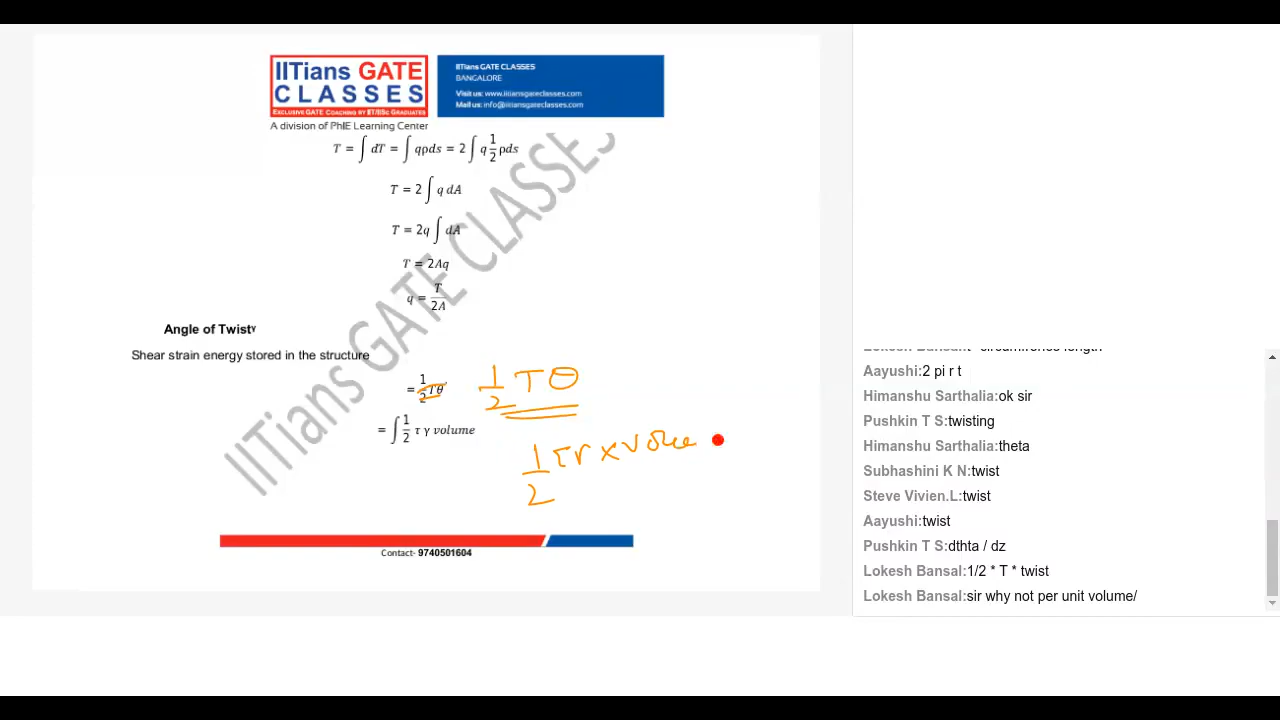 IITians GATE
CLASSES
EXCLUSIVE GATE COACHING BY IIT/IISc GRADUATES
A division of PhIE Learning Center
IITians GATE CLASSES
BANGALORE
Visit us: www.iitiansgateclasses.com
Mail us: info@iitiansgateclasses.com
T = ∫ dT = ∫ qρds = 2 ∫ q 1/2 ρds
T = 2 ∫ q dA
T = 2q ∫ dA
T = 2Aq
q = T/2A
Angle of Twist
Shear strain energy stored in the structure
= 1/2 Tθ
1/2 T θ
= ∫ 1/2 τ γ volume
1/2 τ γ × volume
IITians GATE CLASSES
Contact- 9740501604
Aayushi:2 pi r t
Himanshu Sarthalia:ok sir
Pushkin T S:twisting
Himanshu Sarthalia:theta
Subhashini K N:twist
Steve Vivien.L:twist
Aayushi:twist
Pushkin T S:dthta / dz
Lokesh Bansal:1/2 * T * twist
Lokesh Bansal:sir why not per unit volume/